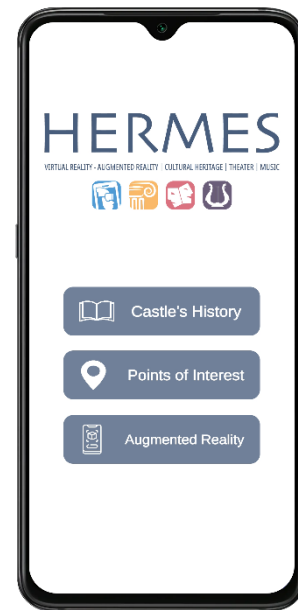 HERMES
VIRTUAL REALITY - AUGMENTED REALITY | CULTURAL HERITAGE | THEATER | MUSIC
Castle's History
Points of Interest
Augmented Reality